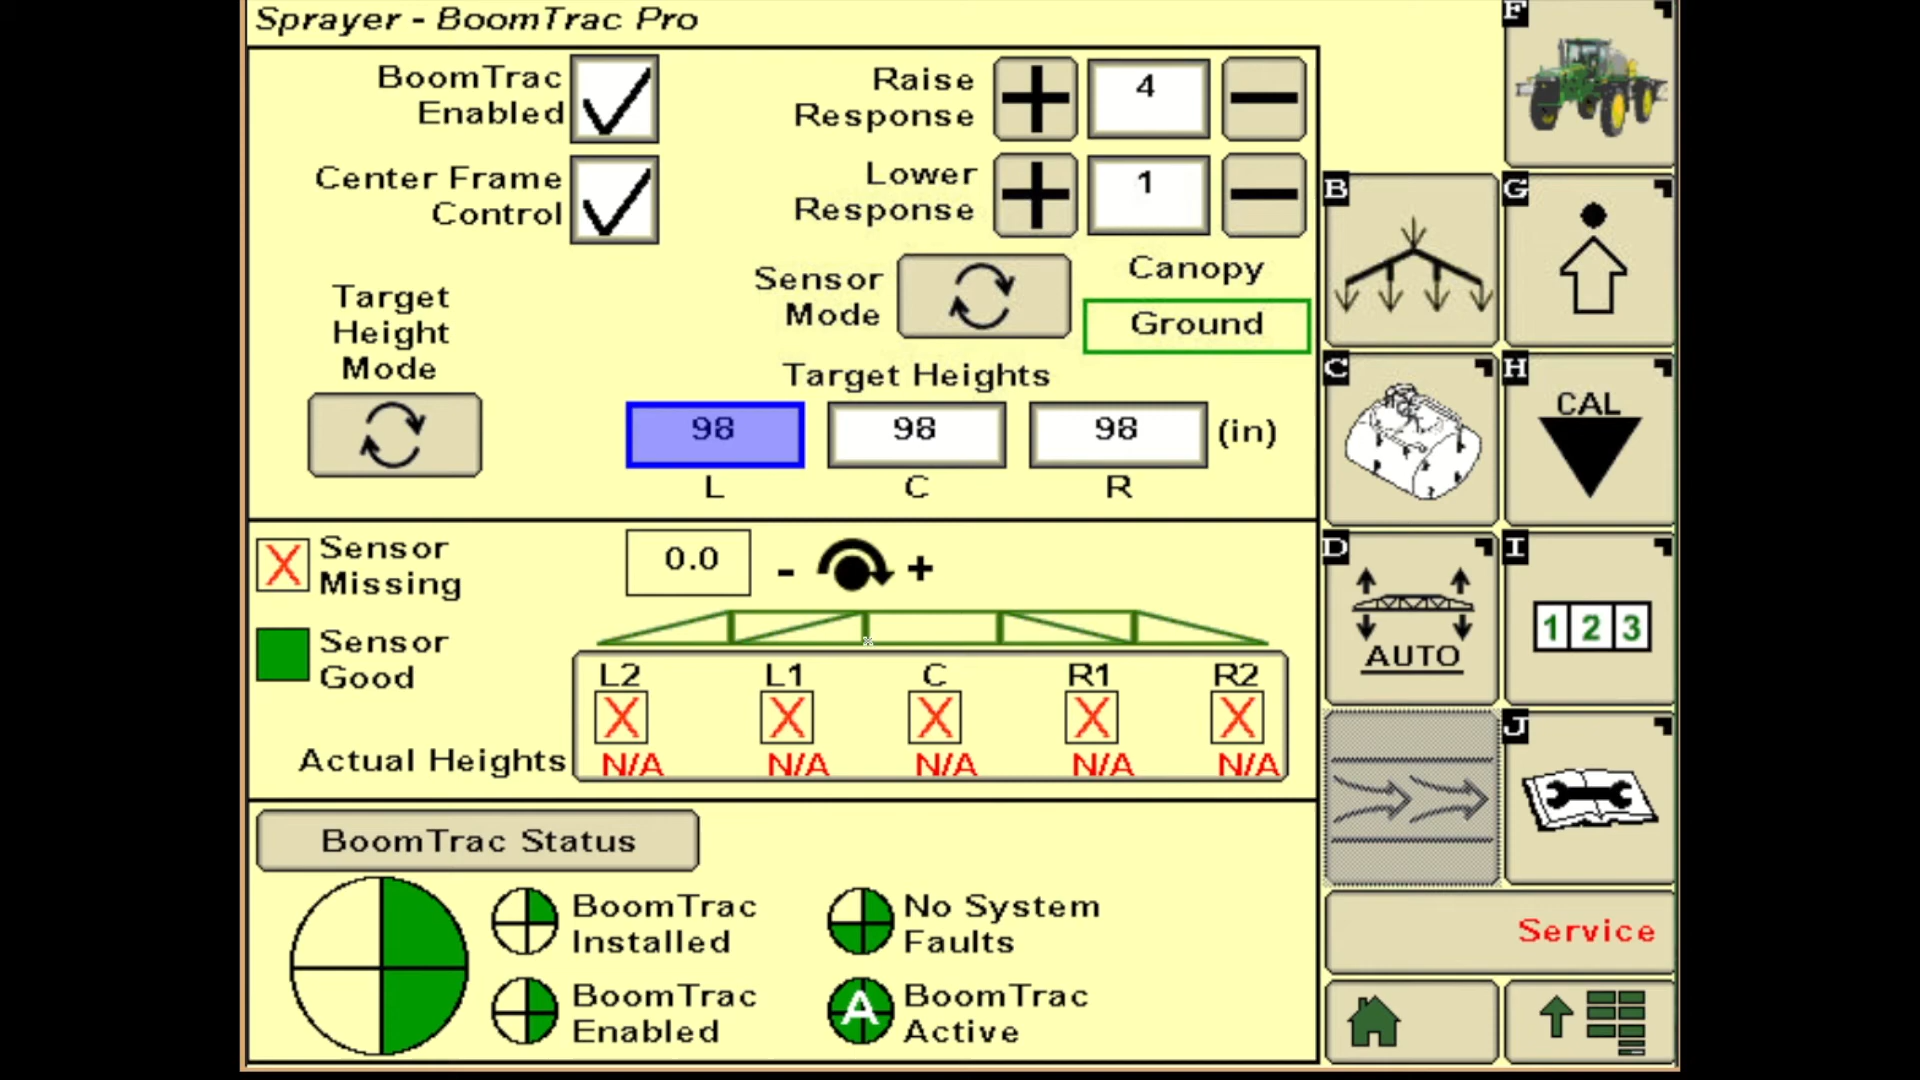 Sprayer - BoomTrac Pro
BoomTrac
Enabled
Raise
Response
4
Center Frame
Control
Lower
Response
1
Target
Height
Mode
Sensor
Mode
Canopy
Ground
Target Heights
98
98
98
(in)
L
C
R
Sensor
Missing
0.0
- +
Sensor
Good
L2 L1 C R1 R2
Actual Heights
N/A N/A N/A N/A N/A
BoomTrac Status
BoomTrac
Installed
No System
Faults
BoomTrac
Enabled
A
BoomTrac
Active
F
B
G
C
H
CAL
D
AUTO
I
1 2 3
J
Service